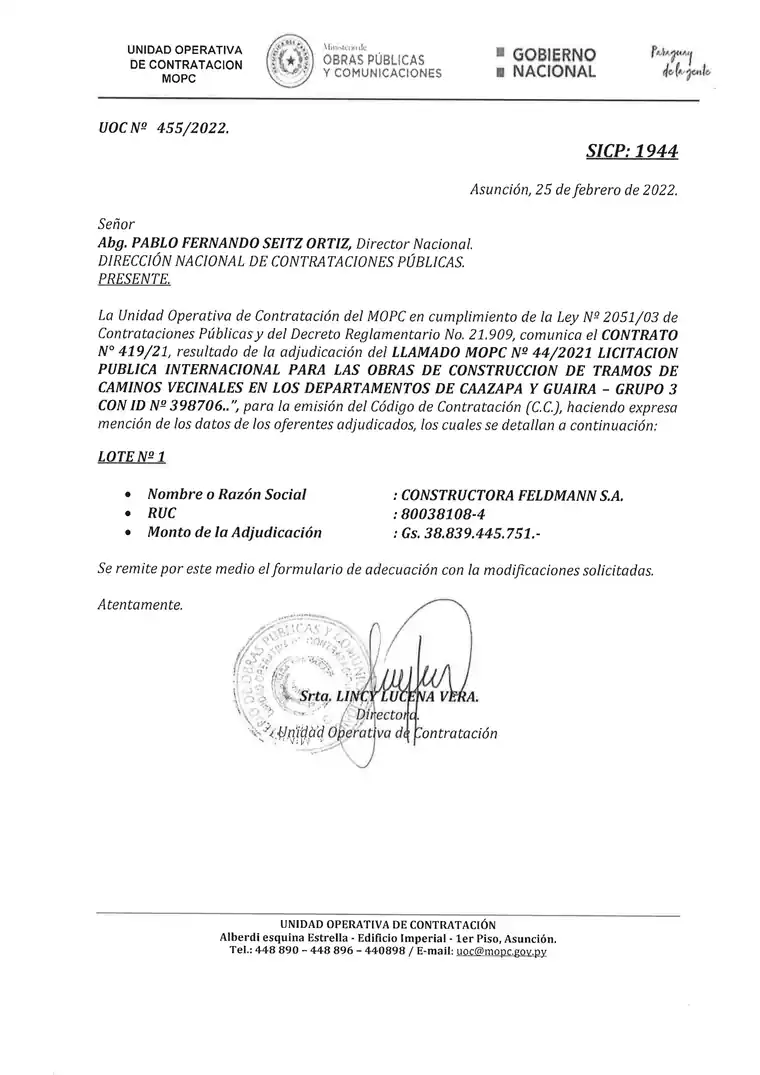 UNIDAD OPERATIVA
DE CONTRATACION
MOPC
Ministerio de
OBRAS PÚBLICAS
Y COMUNICACIONES
GOBIERNO
NACIONAL
Paraguay
de la gente
UOC Nº 455/2022.
SICP: 1944
Asunción, 25 de febrero de 2022.
Señor
Abg. PABLO FERNANDO SEITZ ORTIZ, Director Nacional.
DIRECCIÓN NACIONAL DE CONTRATACIONES PÚBLICAS.
PRESENTE.
La Unidad Operativa de Contratación del MOPC en cumplimiento de la Ley Nº 2051/03 de
Contrataciones Públicas y del Decreto Reglamentario No. 21.909, comunica el CONTRATO
N° 419/21, resultado de la adjudicación del LLAMADO MOPC Nº 44/2021 LICITACION
PUBLICA INTERNACIONAL PARA LAS OBRAS DE CONSTRUCCION DE TRAMOS DE
CAMINOS VECINALES EN LOS DEPARTAMENTOS DE CAAZAPA Y GUAIRA – GRUPO 3
CON ID Nº 398706..”, para la emisión del Código de Contratación (C.C.), haciendo expresa
mención de los datos de los oferentes adjudicados, los cuales se detallan a continuación:
LOTE Nº 1
• Nombre o Razón Social : CONSTRUCTORA FELDMANN S.A.
• RUC : 80038108-4
• Monto de la Adjudicación : Gs. 38.839.445.751.-
Se remite por este medio el formulario de adecuación con la modificaciones solicitadas.
Atentamente.
Srta. LINCY LUCENA VERA.
Directora.
Unidad Operativa de Contratación
UNIDAD OPERATIVA DE CONTRATACIÓN
Alberdi esquina Estrella - Edificio Imperial - 1er Piso, Asunción.
Tel.: 448 890 – 448 896 – 440898 / E-mail: uoc@mopc.gov.py